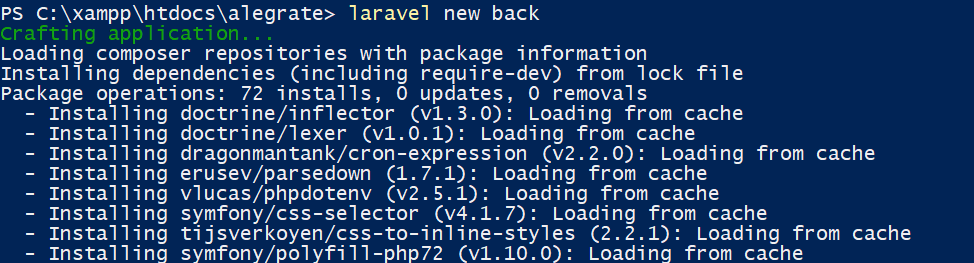 PS C:\xampp\htdocs\alegrate> laravel new back
Crafting application...
Loading composer repositories with package information
Installing dependencies (including require-dev) from lock file
Package operations: 72 installs, 0 updates, 0 removals
  - Installing doctrine/inflector (v1.3.0): Loading from cache
  - Installing doctrine/lexer (v1.0.1): Loading from cache
  - Installing dragonmantank/cron-expression (v2.2.0): Loading from cache
  - Installing erusev/parsedown (1.7.1): Loading from cache
  - Installing vlucas/phpdotenv (v2.5.1): Loading from cache
  - Installing symfony/css-selector (v4.1.7): Loading from cache
  - Installing tijsverkoyen/css-to-inline-styles (2.2.1): Loading from cache
  - Installing symfony/polyfill-php72 (v1.10.0): Loading from cache